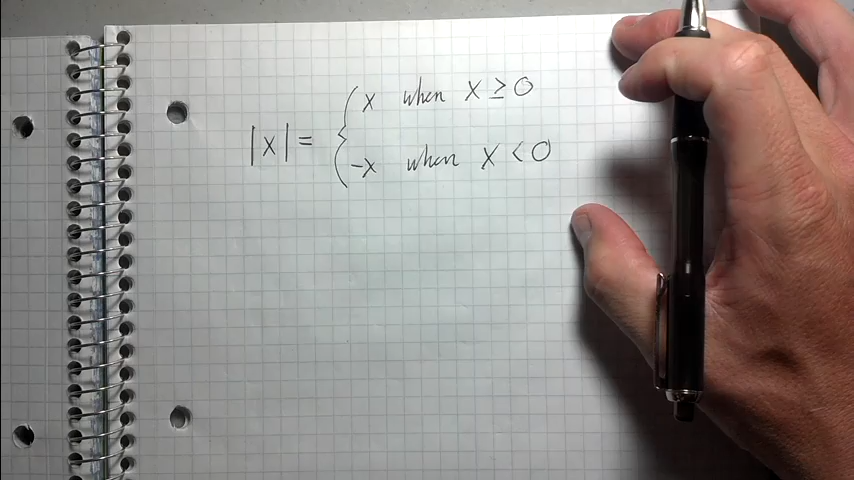 x when x ≥ 0
|x| =
-x when x < 0